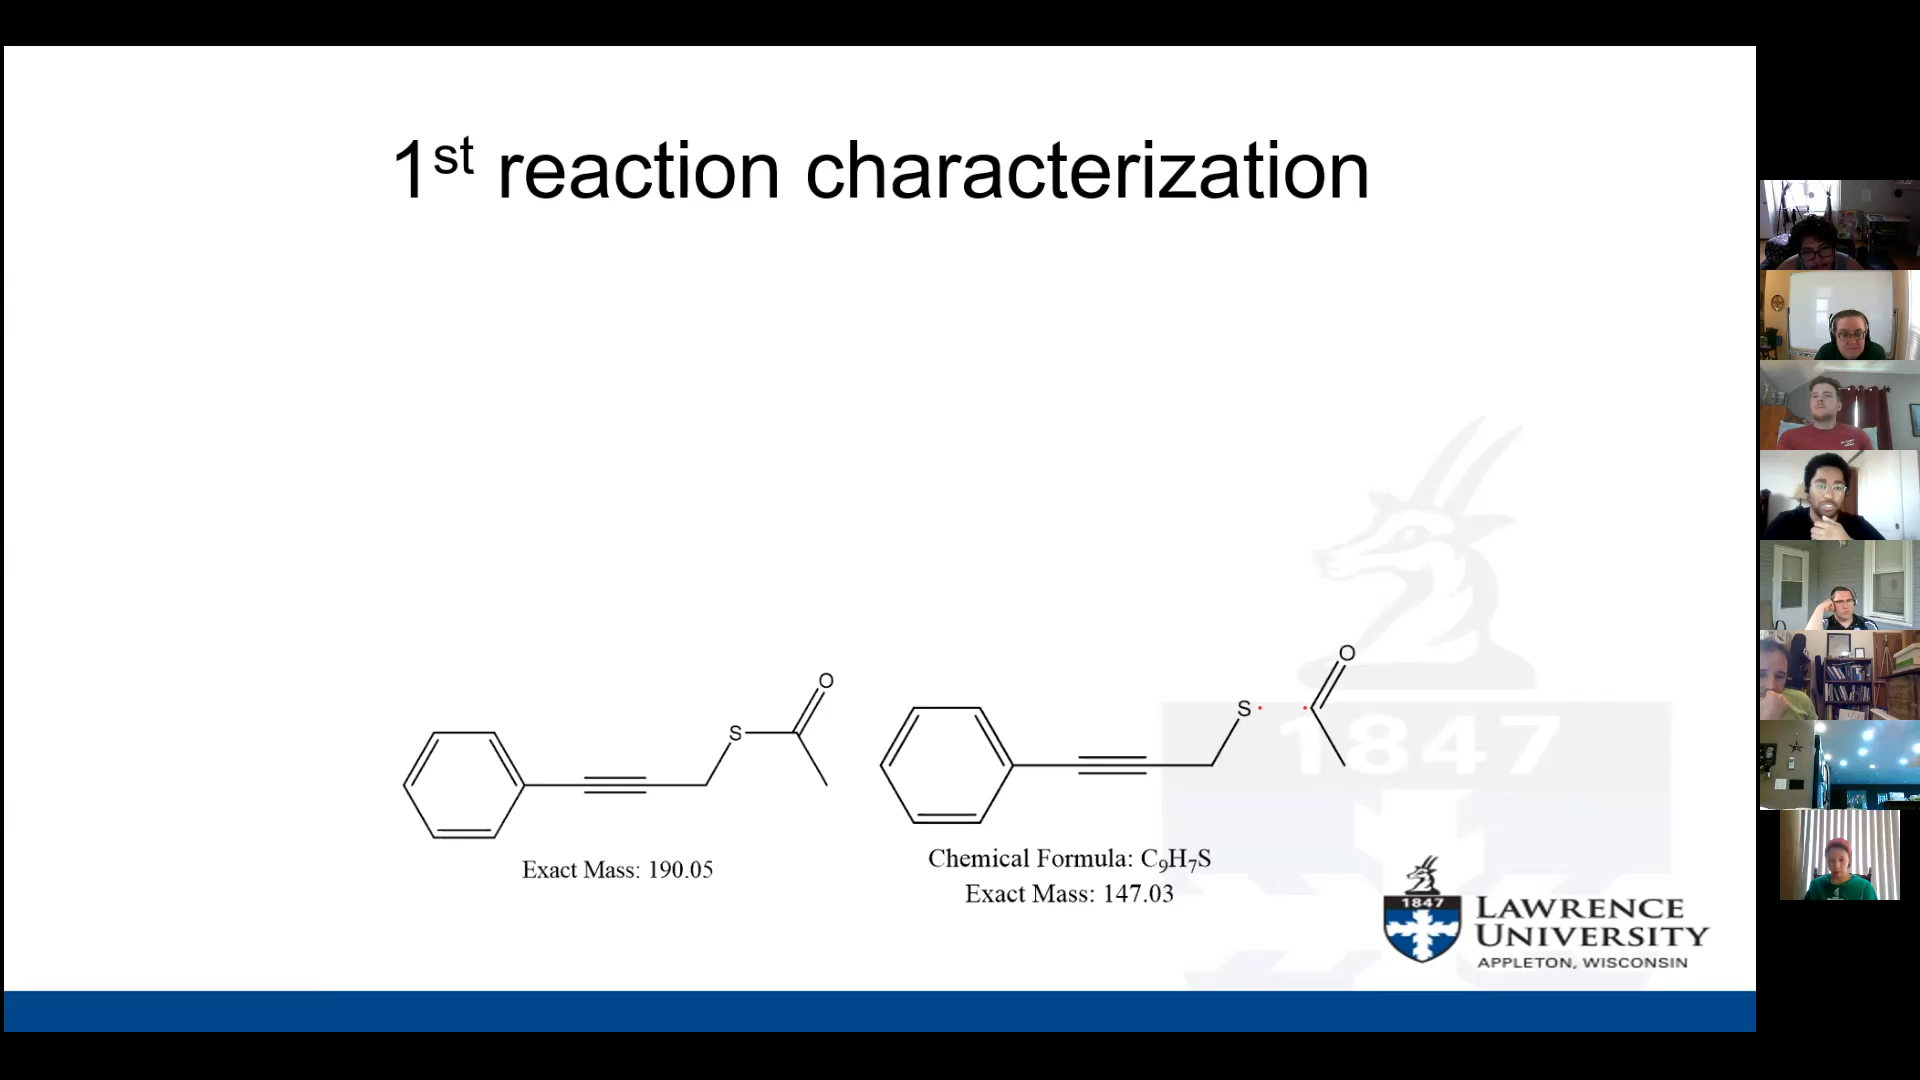 1st reaction characterization
O
S
O
S
Exact Mass: 190.05
Chemical Formula: C9H7S
Exact Mass: 147.03
1847
1847
LAWRENCE
UNIVERSITY
APPLETON, WISCONSIN